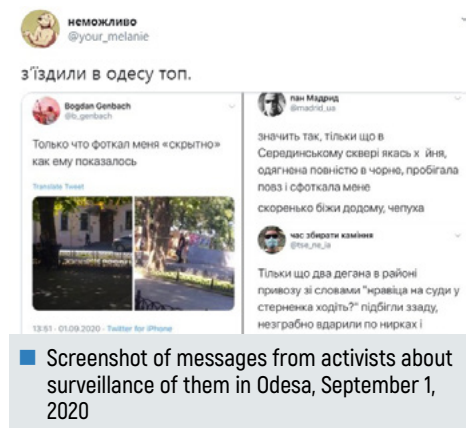 неможливо
@your_melanie
зʼїздили в одесу топ.
Bogdan Genbach
@b_genbach
Только что фоткал меня «скрытно»
как ему показалось
Translate Tweet
13:51 · 01.09.2020 · Twitter for iPhone
пан Мадрид
@madrid_ua
значить так, тільки що в
Серединському сквері якась х йня,
одягнена повністю в чорно, пробігала
повз і сфоткала мене
скоренько біжи додому, чепуха
час збирати каміння
@tse_ne_ia
Тільки що два дегана в районі
привозу зі словами "нравіца на суди у
стерненка ходіть?" підбігли ззаду,
незграбно вдарили по нирках і
Screenshot of messages from activists about
surveillance of them in Odesa, September 1,
2020